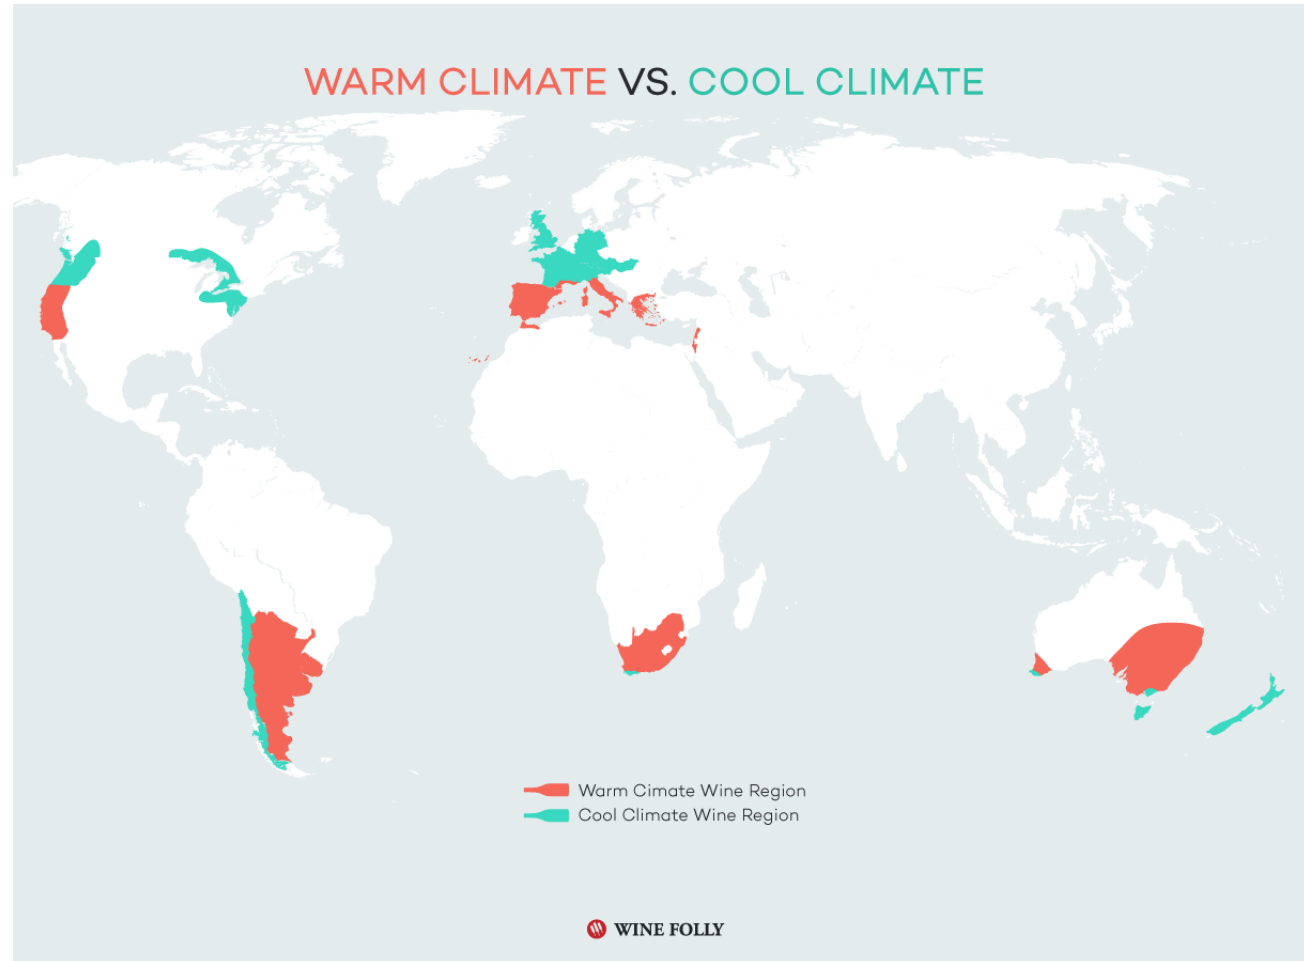 WARM CLIMATE VS. COOL CLIMATE
Warm Cimate Wine Region
Cool Climate Wine Region
WINE FOLLY